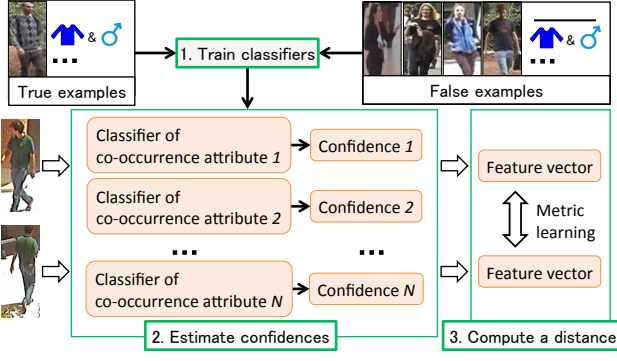 & ♂
...
True examples
1. Train classifiers
& ♂
...
False examples
Classifier of
co-occurrence attribute 1
Confidence 1
Classifier of
co-occurrence attribute 2
Confidence 2
...
...
Classifier of
co-occurrence attribute N
Confidence N
2. Estimate confidences
Feature vector
Metric
learning
Feature vector
3. Compute a distance